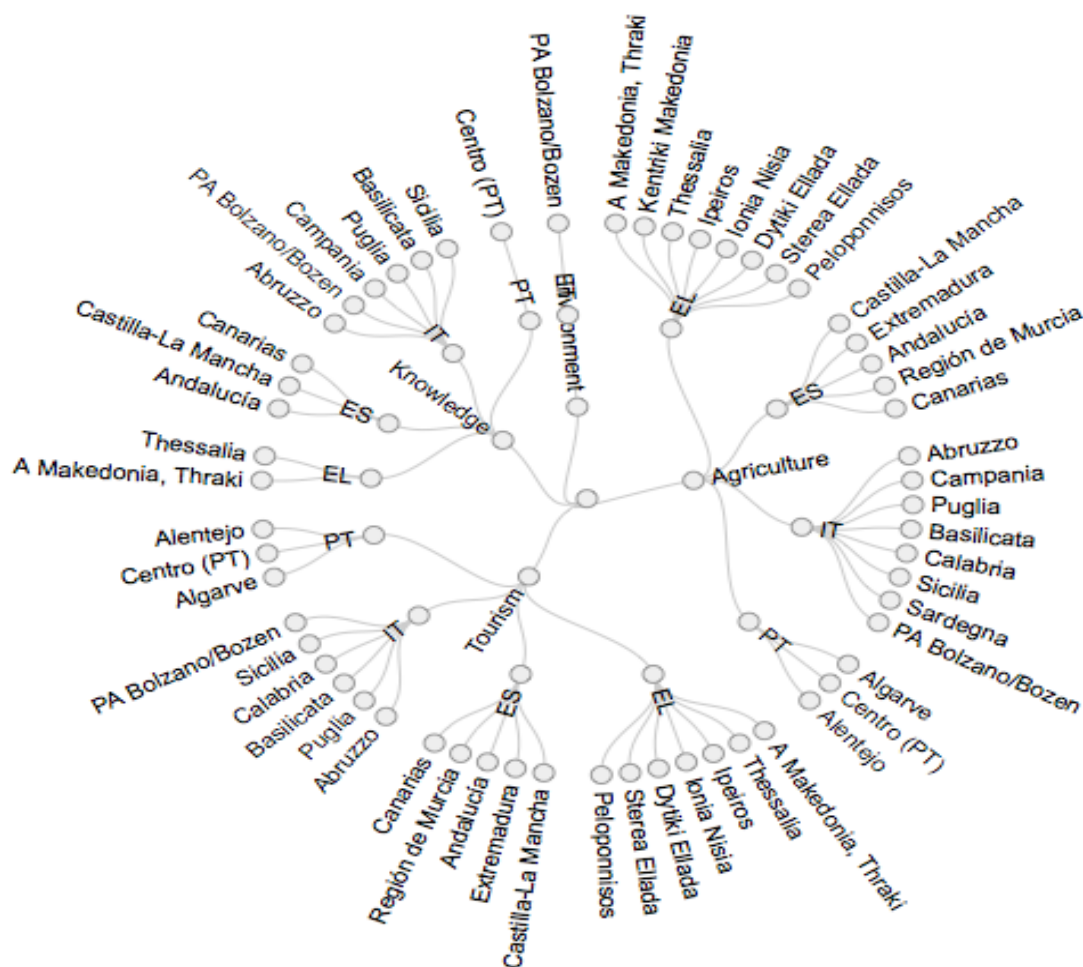 Agriculture
EL
A Makedonia, Thraki
Kentriki Makedonia
Thessalia
Ipeiros
Ionia Nisia
Dytiki Ellada
Sterea Ellada
Peloponnisos
ES
Castilla-La Mancha
Extremadura
Andalucía
Región de Murcia
Canarias
IT
Abruzzo
Campania
Puglia
Basilicata
Calabria
Sicilia
Sardegna
PA Bolzano/Bozen
PT
Algarve
Centro (PT)
Alentejo
Tourism
EL
A Makedonia, Thraki
Thessalia
Ipeiros
Ionia Nisia
Dytiki Ellada
Sterea Ellada
Peloponnisos
ES
Castilla-La Mancha
Extremadura
Andalucía
Región de Murcia
Canarias
IT
Abruzzo
Puglia
Basilicata
Calabria
Sicilia
PA Bolzano/Bozen
PT
Algarve
Centro (PT)
Alentejo
Knowledge
EL
A Makedonia, Thraki
Thessalia
ES
Andalucía
Castilla-La Mancha
Canarias
IT
Abruzzo
PA Bolzano/Bozen
Campania
Puglia
Basilicata
Sicilia
PT
Centro (PT)
Environment
IT
PA Bolzano/Bozen